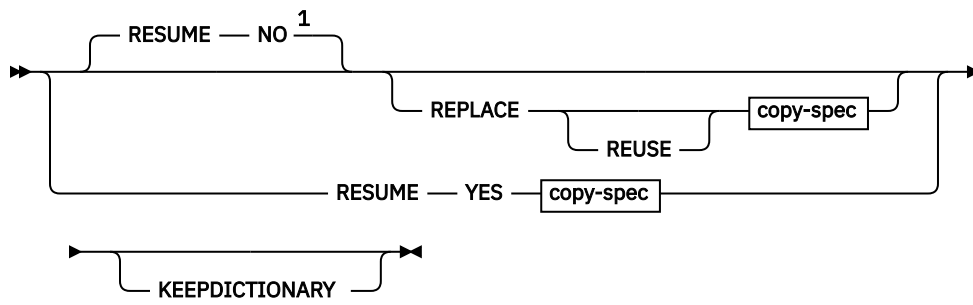 RESUME NO 1
REPLACE copy-spec
REUSE
RESUME YES copy-spec
KEEPDICTIONARY